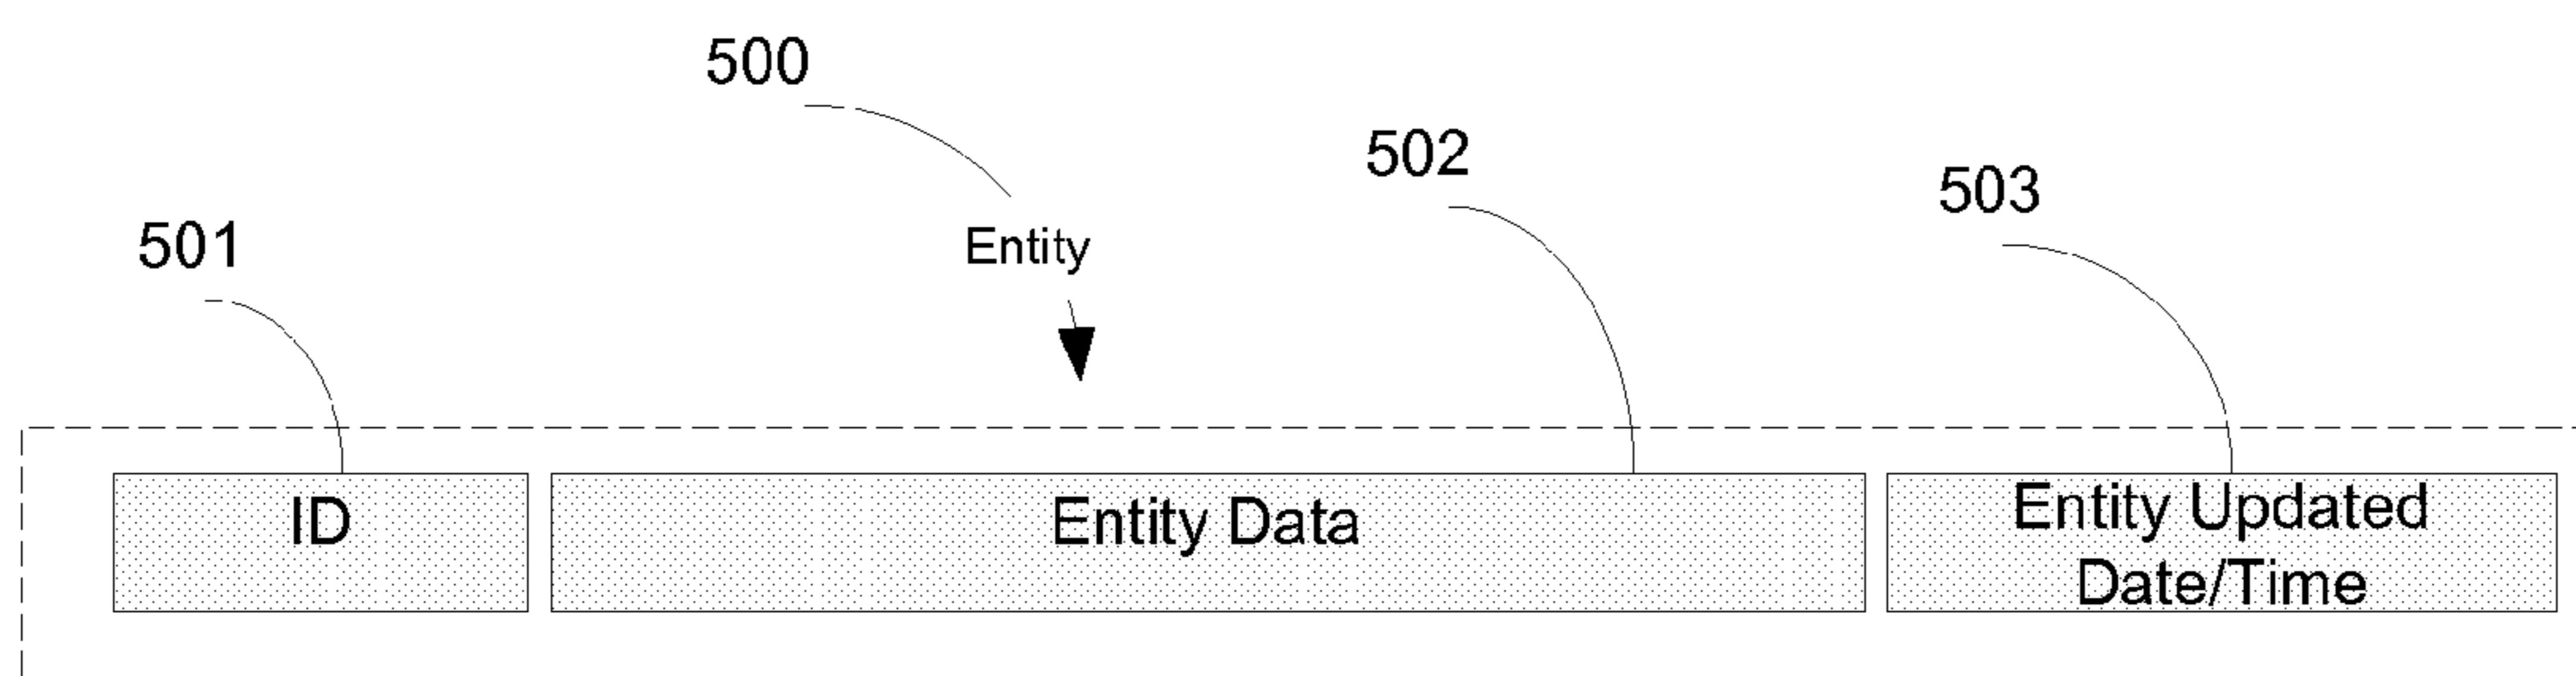 500
502
503
501
Entity
ID
Entity Data
Entity Updated
Date/Time